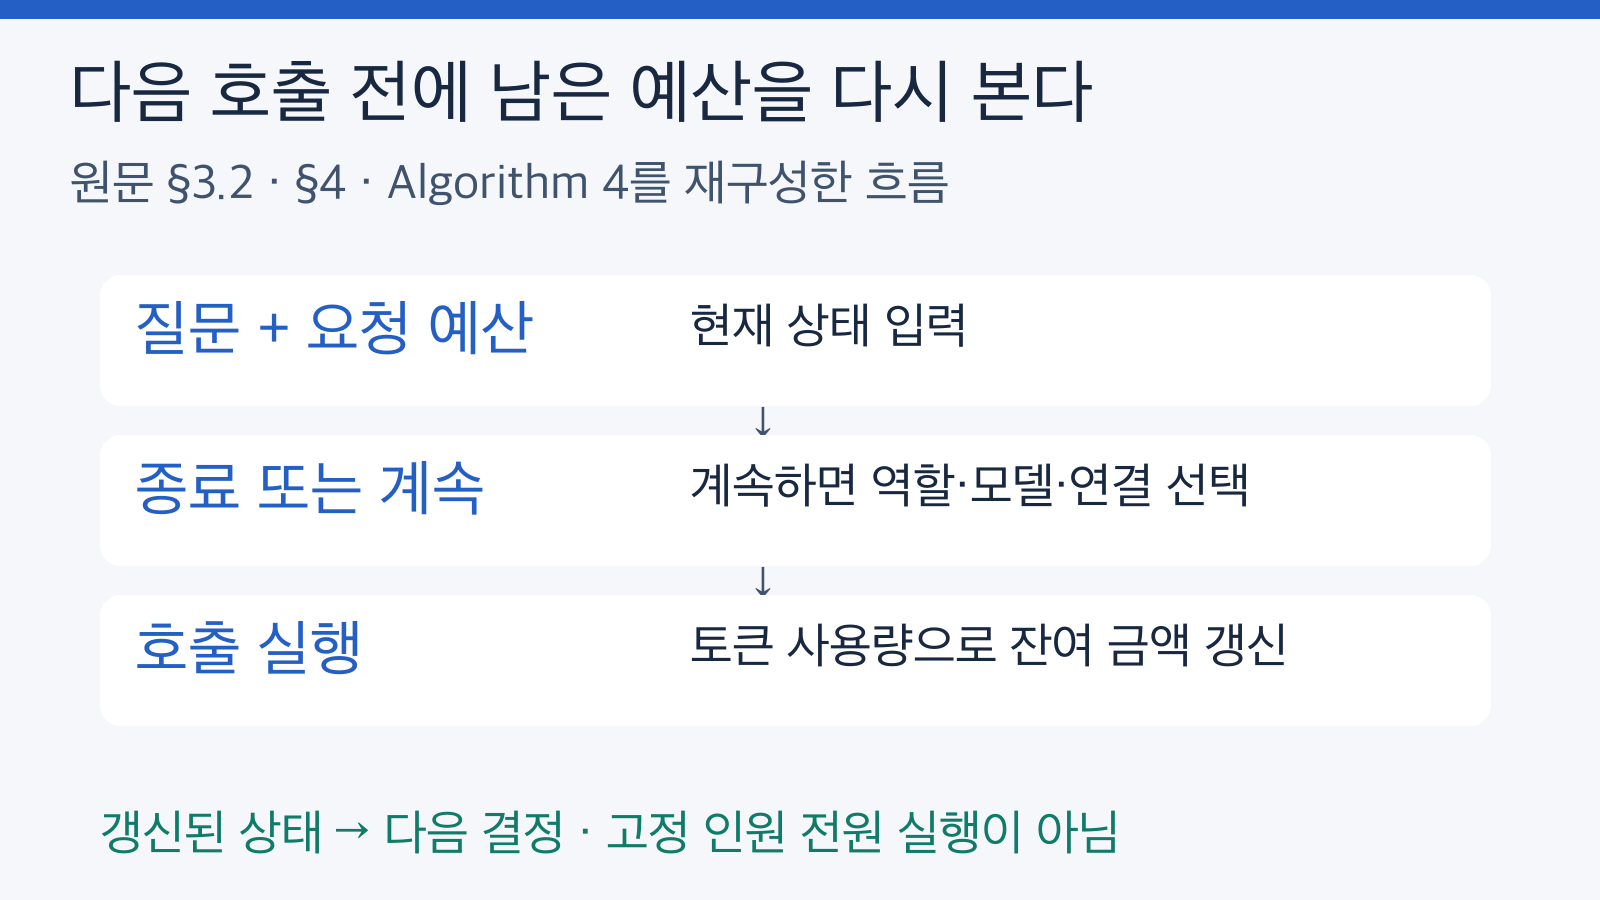 다음 호출 전에 남은 예산을 다시 본다
원문 §3.2 · §4 · Algorithm 4를 재구성한 흐름
질문 + 요청 예산 현재 상태 입력
↓
종료 또는 계속 계속하면 역할·모델·연결 선택
↓
호출 실행 토큰 사용량으로 잔여 금액 갱신
갱신된 상태 → 다음 결정 · 고정 인원 전원 실행이 아님